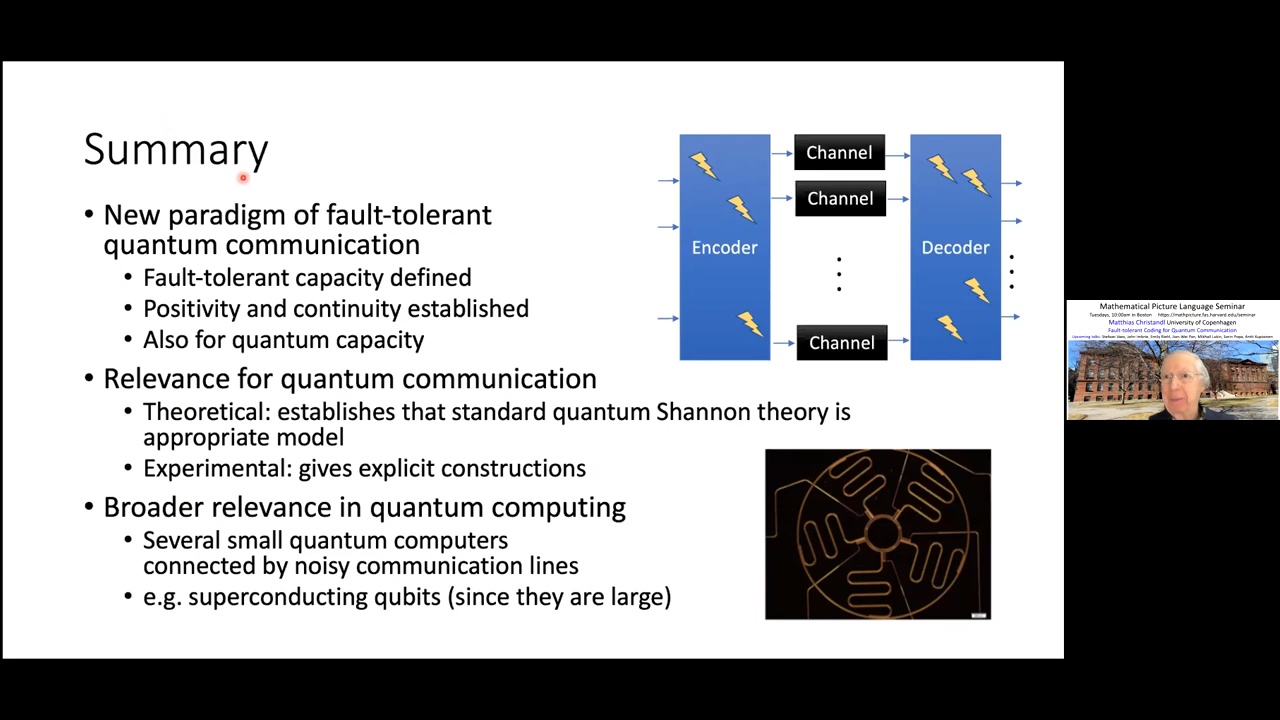 Summary
• New paradigm of fault-tolerant
quantum communication
• Fault-tolerant capacity defined
• Positivity and continuity established
• Also for quantum capacity
• Relevance for quantum communication
• Theoretical: establishes that standard quantum Shannon theory is
appropriate model
• Experimental: gives explicit constructions
• Broader relevance in quantum computing
• Several small quantum computers
connected by noisy communication lines
• e.g. superconducting qubits (since they are large)
Encoder
Channel
Channel
Channel
Decoder
Mathematical Picture Language Seminar
Tuesdays, 10:00am in Boston https://mathpicture.fas.harvard.edu/seminar
Matthias Christandl University of Copenhagen
Fault-tolerant Coding for Quantum Communication